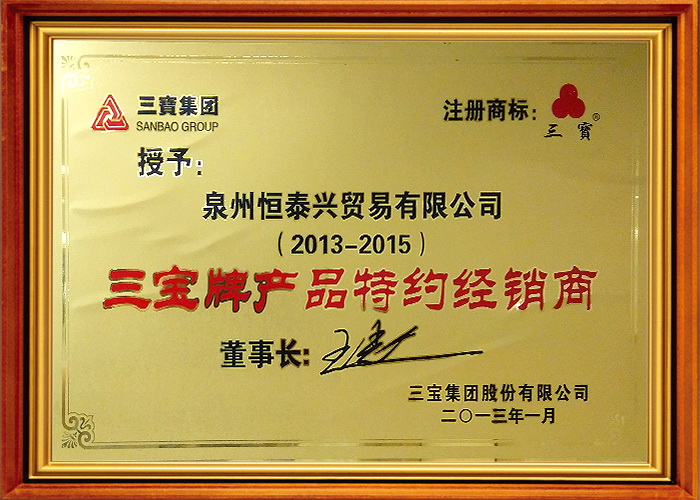 三寶集团
SANBAO GROUP
注册商标：
三寶®
授予：
泉州恒泰兴贸易有限公司
（2013-2015）
三宝牌产品特约经销商
董事长：
三宝集团股份有限公司
二〇一三年一月